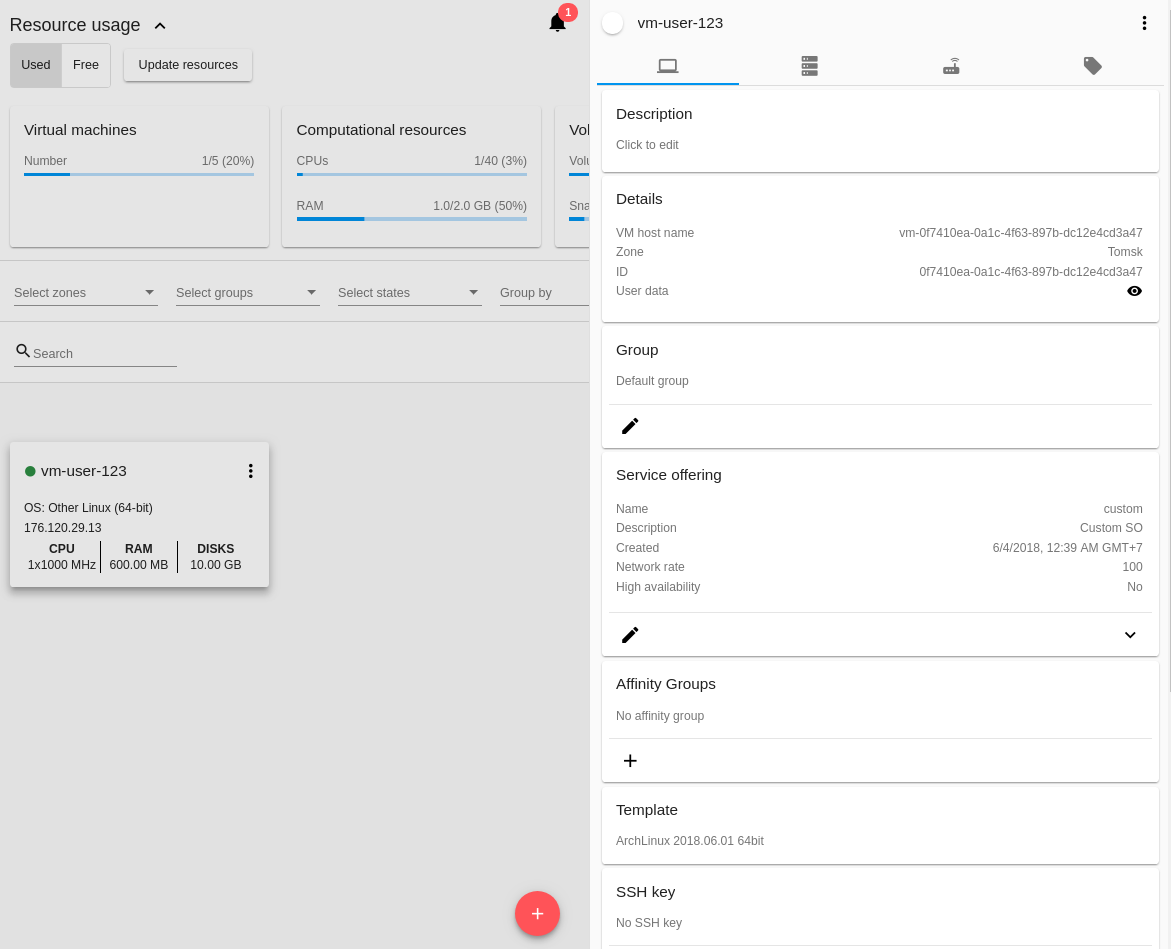 Resource usage
1
Used
Free
Update resources
Virtual machines
Number 1/5 (20%)
Computational resources
CPUs 1/40 (3%)
RAM 1.0/2.0 GB (50%)
Select zones
Select groups
Select states
Group by
Search
vm-user-123
OS: Other Linux (64-bit)
176.120.29.13
CPU RAM DISKS
1x1000 MHz 600.00 MB 10.00 GB
vm-user-123
Description
Click to edit
Details
VM host name vm-0f7410ea-0a1c-4f63-897b-dc12e4cd3a47
Zone Tomsk
ID 0f7410ea-0a1c-4f63-897b-dc12e4cd3a47
User data
Group
Default group
Service offering
Name custom
Description Custom SO
Created 6/4/2018, 12:39 AM GMT+7
Network rate 100
High availability No
Affinity Groups
No affinity group
Template
ArchLinux 2018.06.01 64bit
SSH key
No SSH key